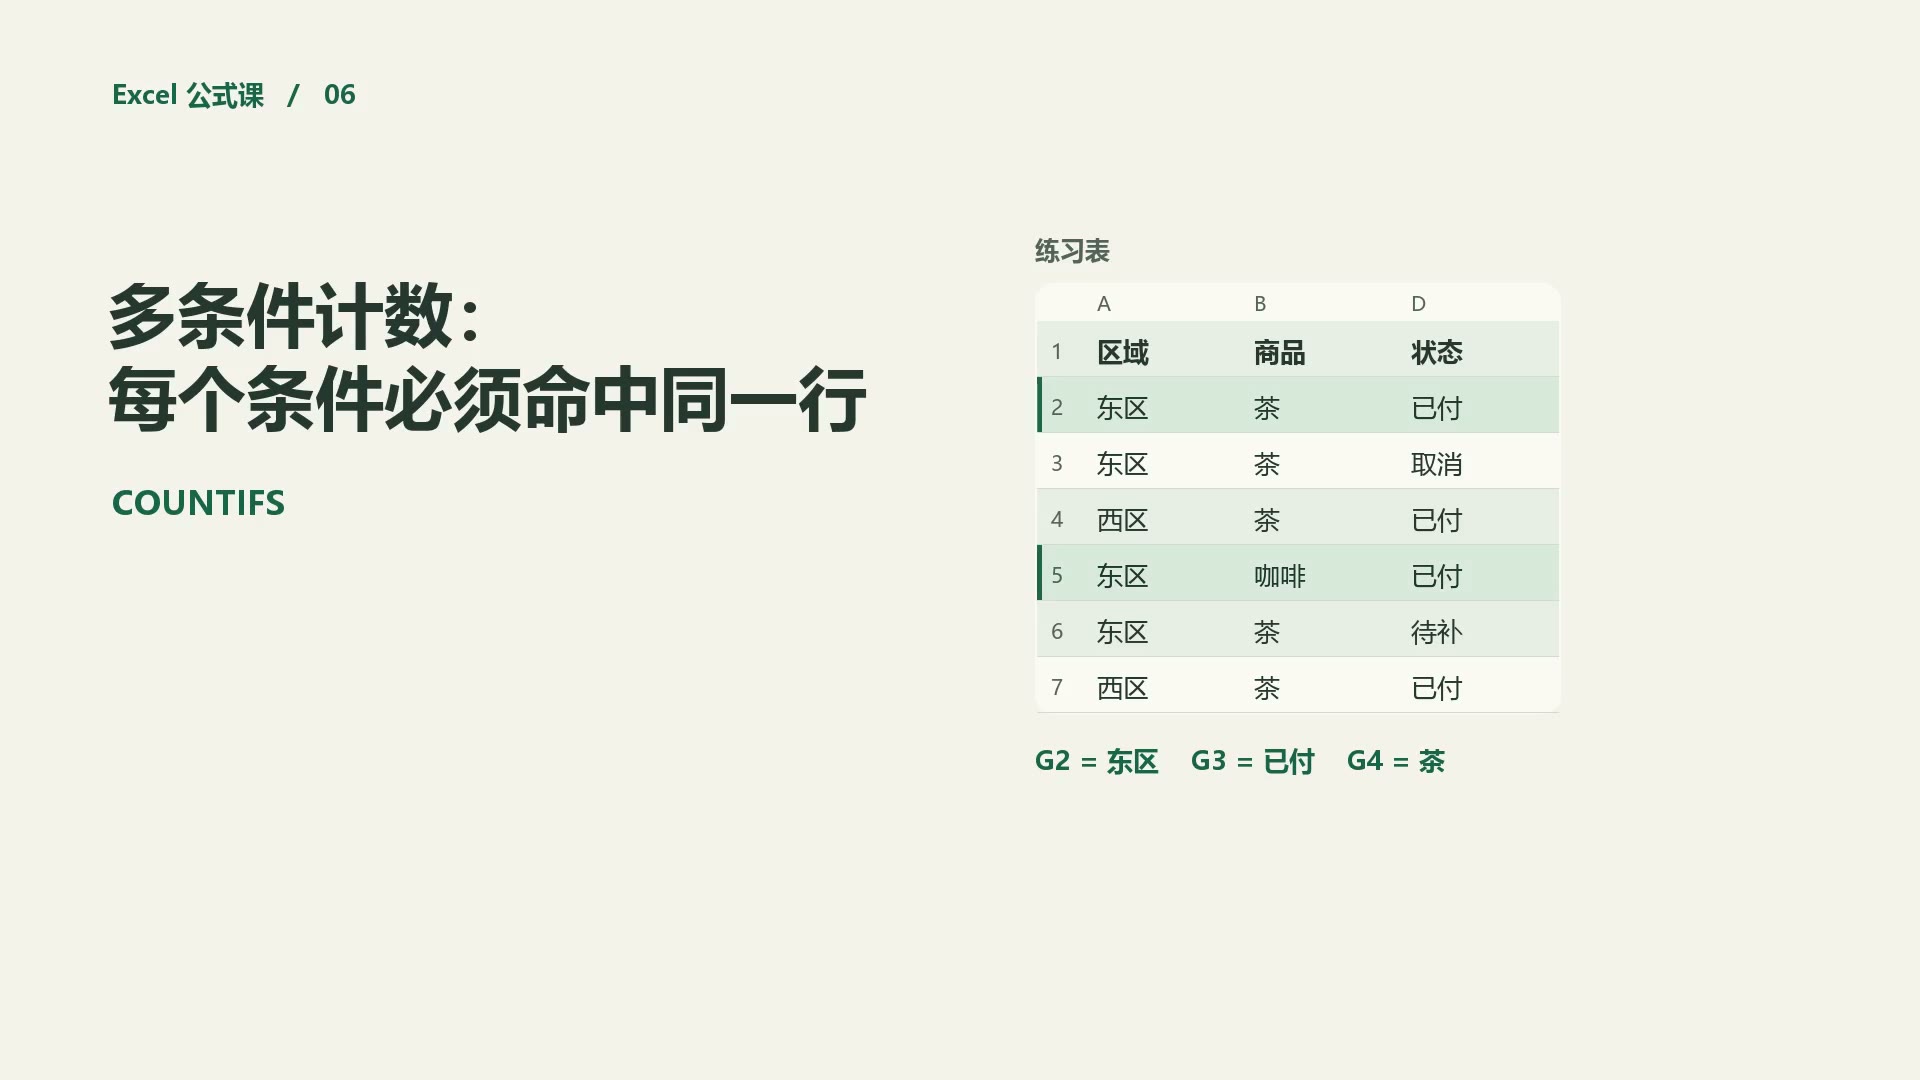 Excel 公式课 / 06
多条件计数：
每个条件必须命中同一行
COUNTIFS
练习表
A B D
1 区域 商品 状态
2 东区 茶 已付
3 东区 茶 取消
4 西区 茶 已付
5 东区 咖啡 已付
6 东区 茶 待补
7 西区 茶 已付
G2 = 东区 G3 = 已付 G4 = 茶